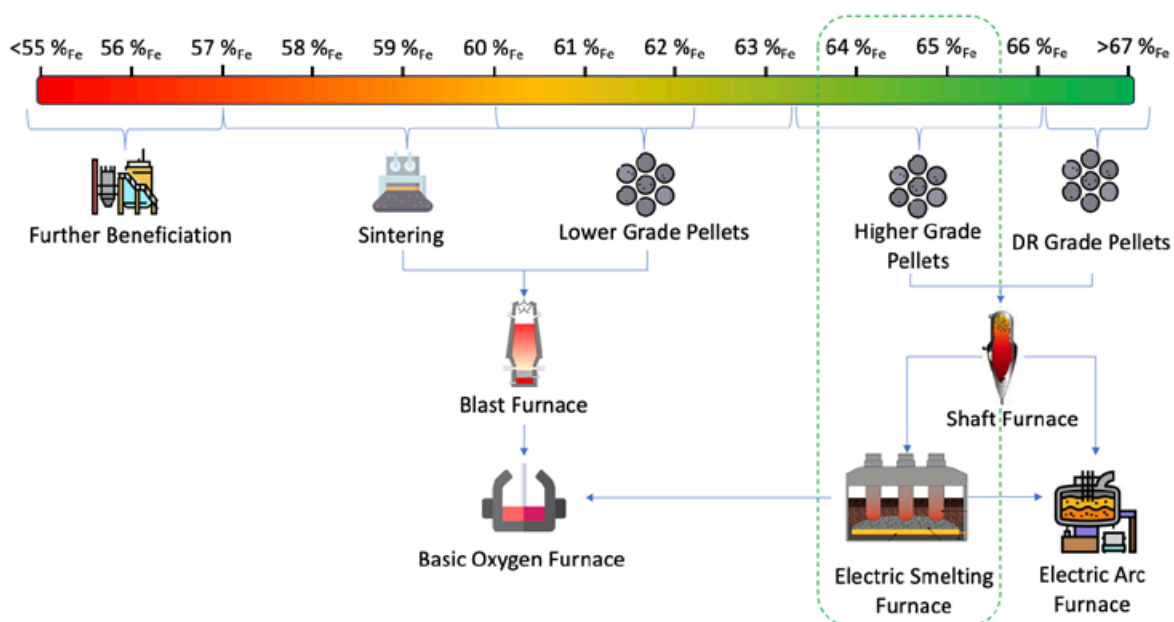 <55 %Fe 56 %Fe 57 %Fe 58 %Fe 59 %Fe 60 %Fe 61 %Fe 62 %Fe 63 %Fe 64 %Fe 65 %Fe 66 %Fe >67 %Fe
Further Beneficiation
Sintering
Lower Grade Pellets
Higher Grade
Pellets
DR Grade Pellets
Blast Furnace
Shaft Furnace
Basic Oxygen Furnace
Electric Smelting
Furnace
Electric Arc
Furnace